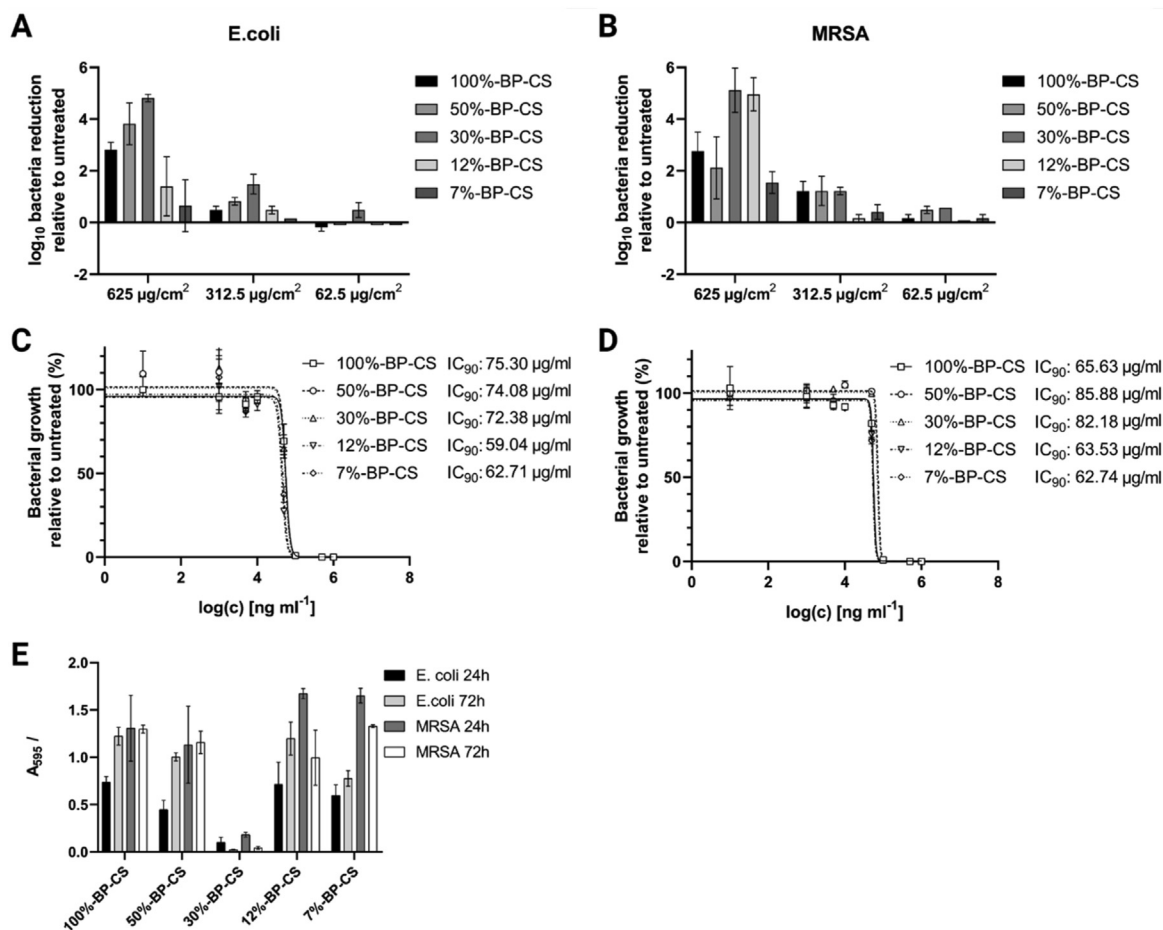 A
E.coli
log10 bacteria reduction
relative to untreated
6
4
2
0
-2
625 µg/cm2
312.5 µg/cm2
62.5 µg/cm2
100%-BP-CS
50%-BP-CS
30%-BP-CS
12%-BP-CS
7%-BP-CS
B
MRSA
log10 bacteria reduction
relative to untreated
6
4
2
0
-2
625 µg/cm2
312.5 µg/cm2
62.5 µg/cm2
100%-BP-CS
50%-BP-CS
30%-BP-CS
12%-BP-CS
7%-BP-CS
C
Bacterial growth
relative to untreated (%)
100
50
0
0 2 4 6 8
log(c) [ng ml-1]
100%-BP-CS IC90: 75.30 µg/ml
50%-BP-CS IC90: 74.08 µg/ml
30%-BP-CS IC90: 72.38 µg/ml
12%-BP-CS IC90: 59.04 µg/ml
7%-BP-CS IC90: 62.71 µg/ml
D
Bacterial growth
relative to untreated (%)
100
50
0
0 2 4 6 8
log(c) [ng ml-1]
100%-BP-CS IC90: 65.63 µg/ml
50%-BP-CS IC90: 85.88 µg/ml
30%-BP-CS IC90: 82.18 µg/ml
12%-BP-CS IC90: 63.53 µg/ml
7%-BP-CS IC90: 62.74 µg/ml
E
A595 /
2.0
1.5
1.0
0.5
0.0
100%-BP-CS
50%-BP-CS
30%-BP-CS
12%-BP-CS
7%-BP-CS
E. coli 24h
E.coli 72h
MRSA 24h
MRSA 72h